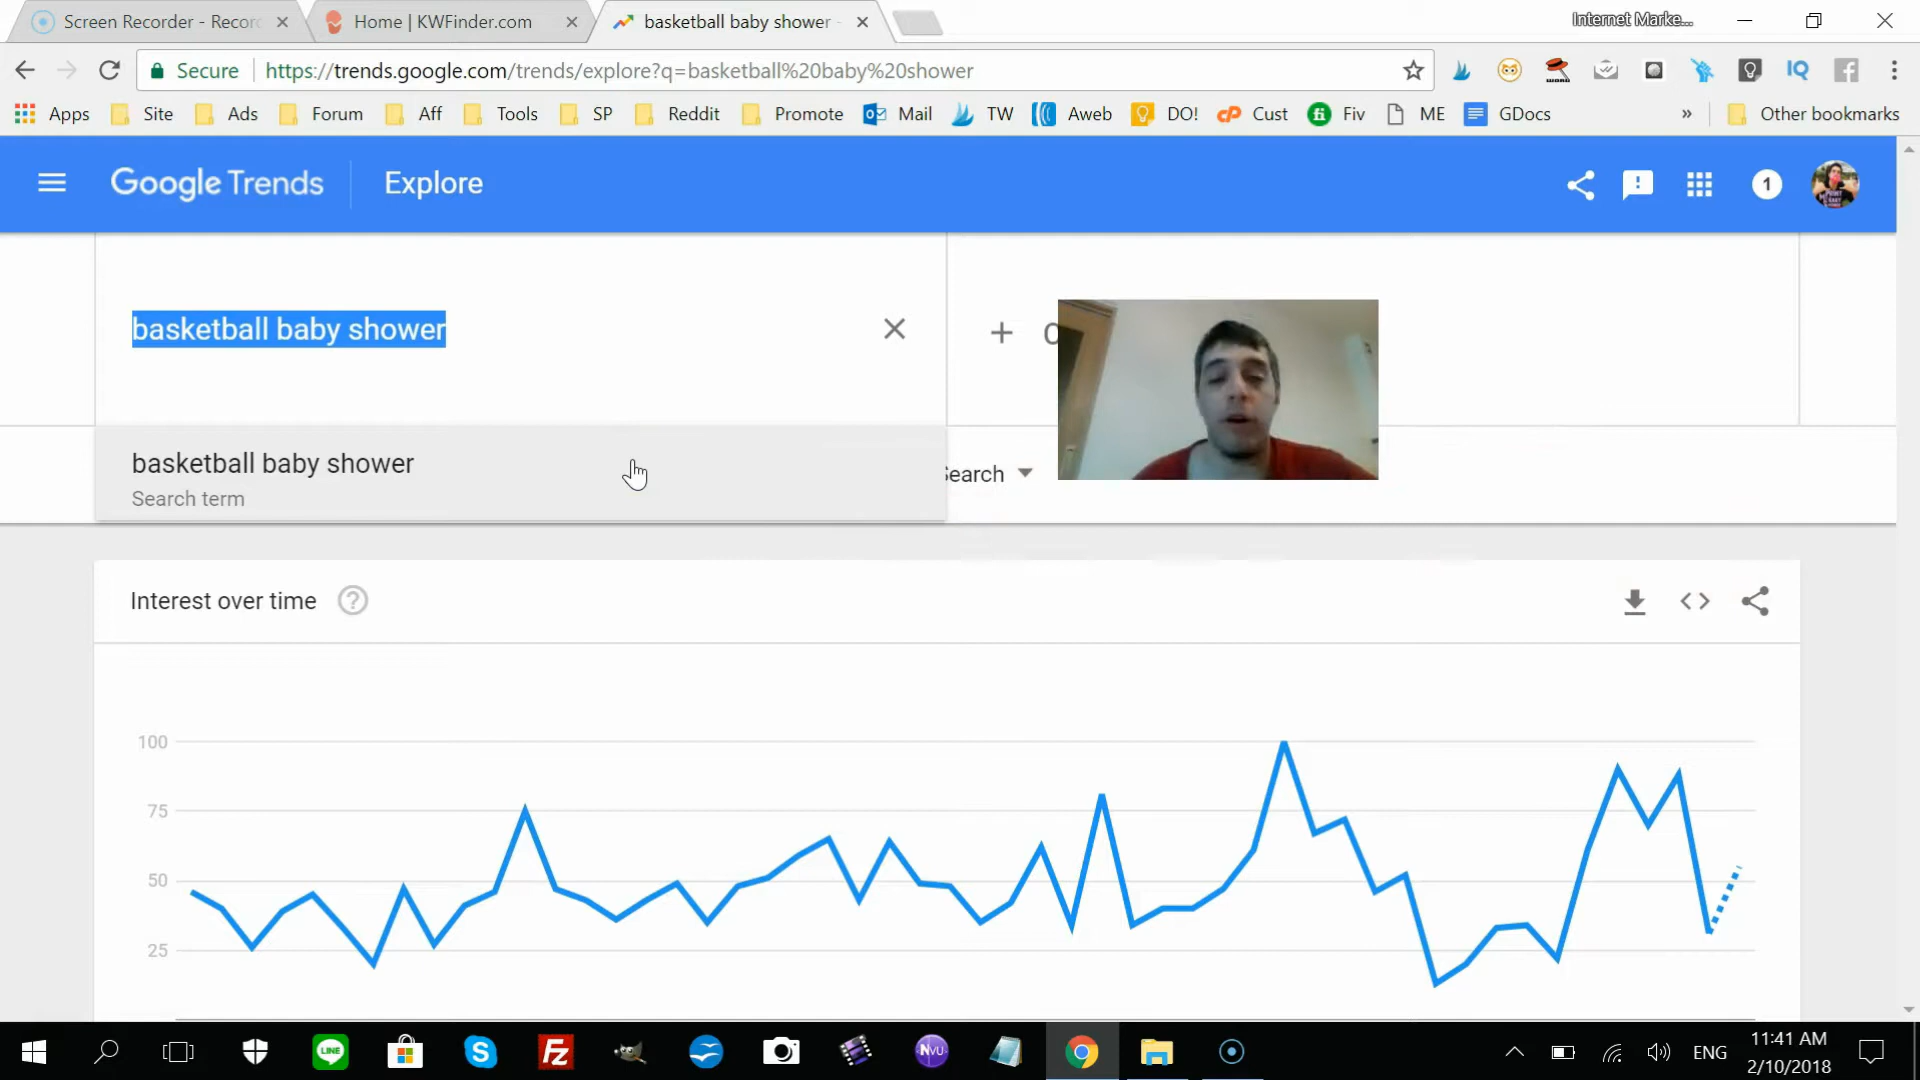 Screen Recorder - Recor
Home | KWFinder.com
basketball baby shower -
Internet Marke...
Secure
https://trends.google.com/trends/explore?q=basketball%20baby%20shower
Apps
Site
Ads
Forum
Aff
Tools
SP
Reddit
Promote
Mail
TW
Aweb
DO!
Cust
Fiv
ME
GDocs
»
Other bookmarks
Google Trends
Explore
1
basketball baby shower
+ C
basketball baby shower
Search term
Search
Interest over time
100
75
50
25
ENG
11:41 AM
2/10/2018